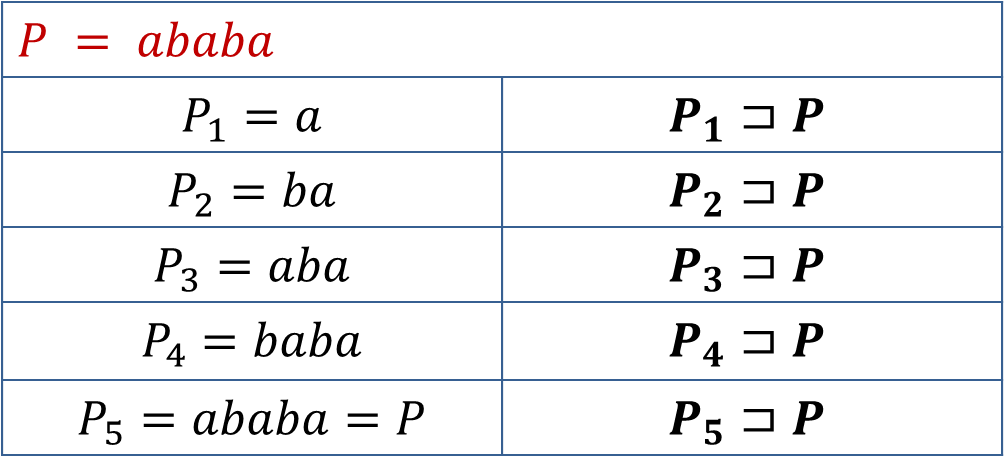 P = ababa
P₁ = a P₁ ⊐ P
P₂ = ba P₂ ⊐ P
P₃ = aba P₃ ⊐ P
P₄ = baba P₄ ⊐ P
P₅ = ababa = P P₅ ⊐ P